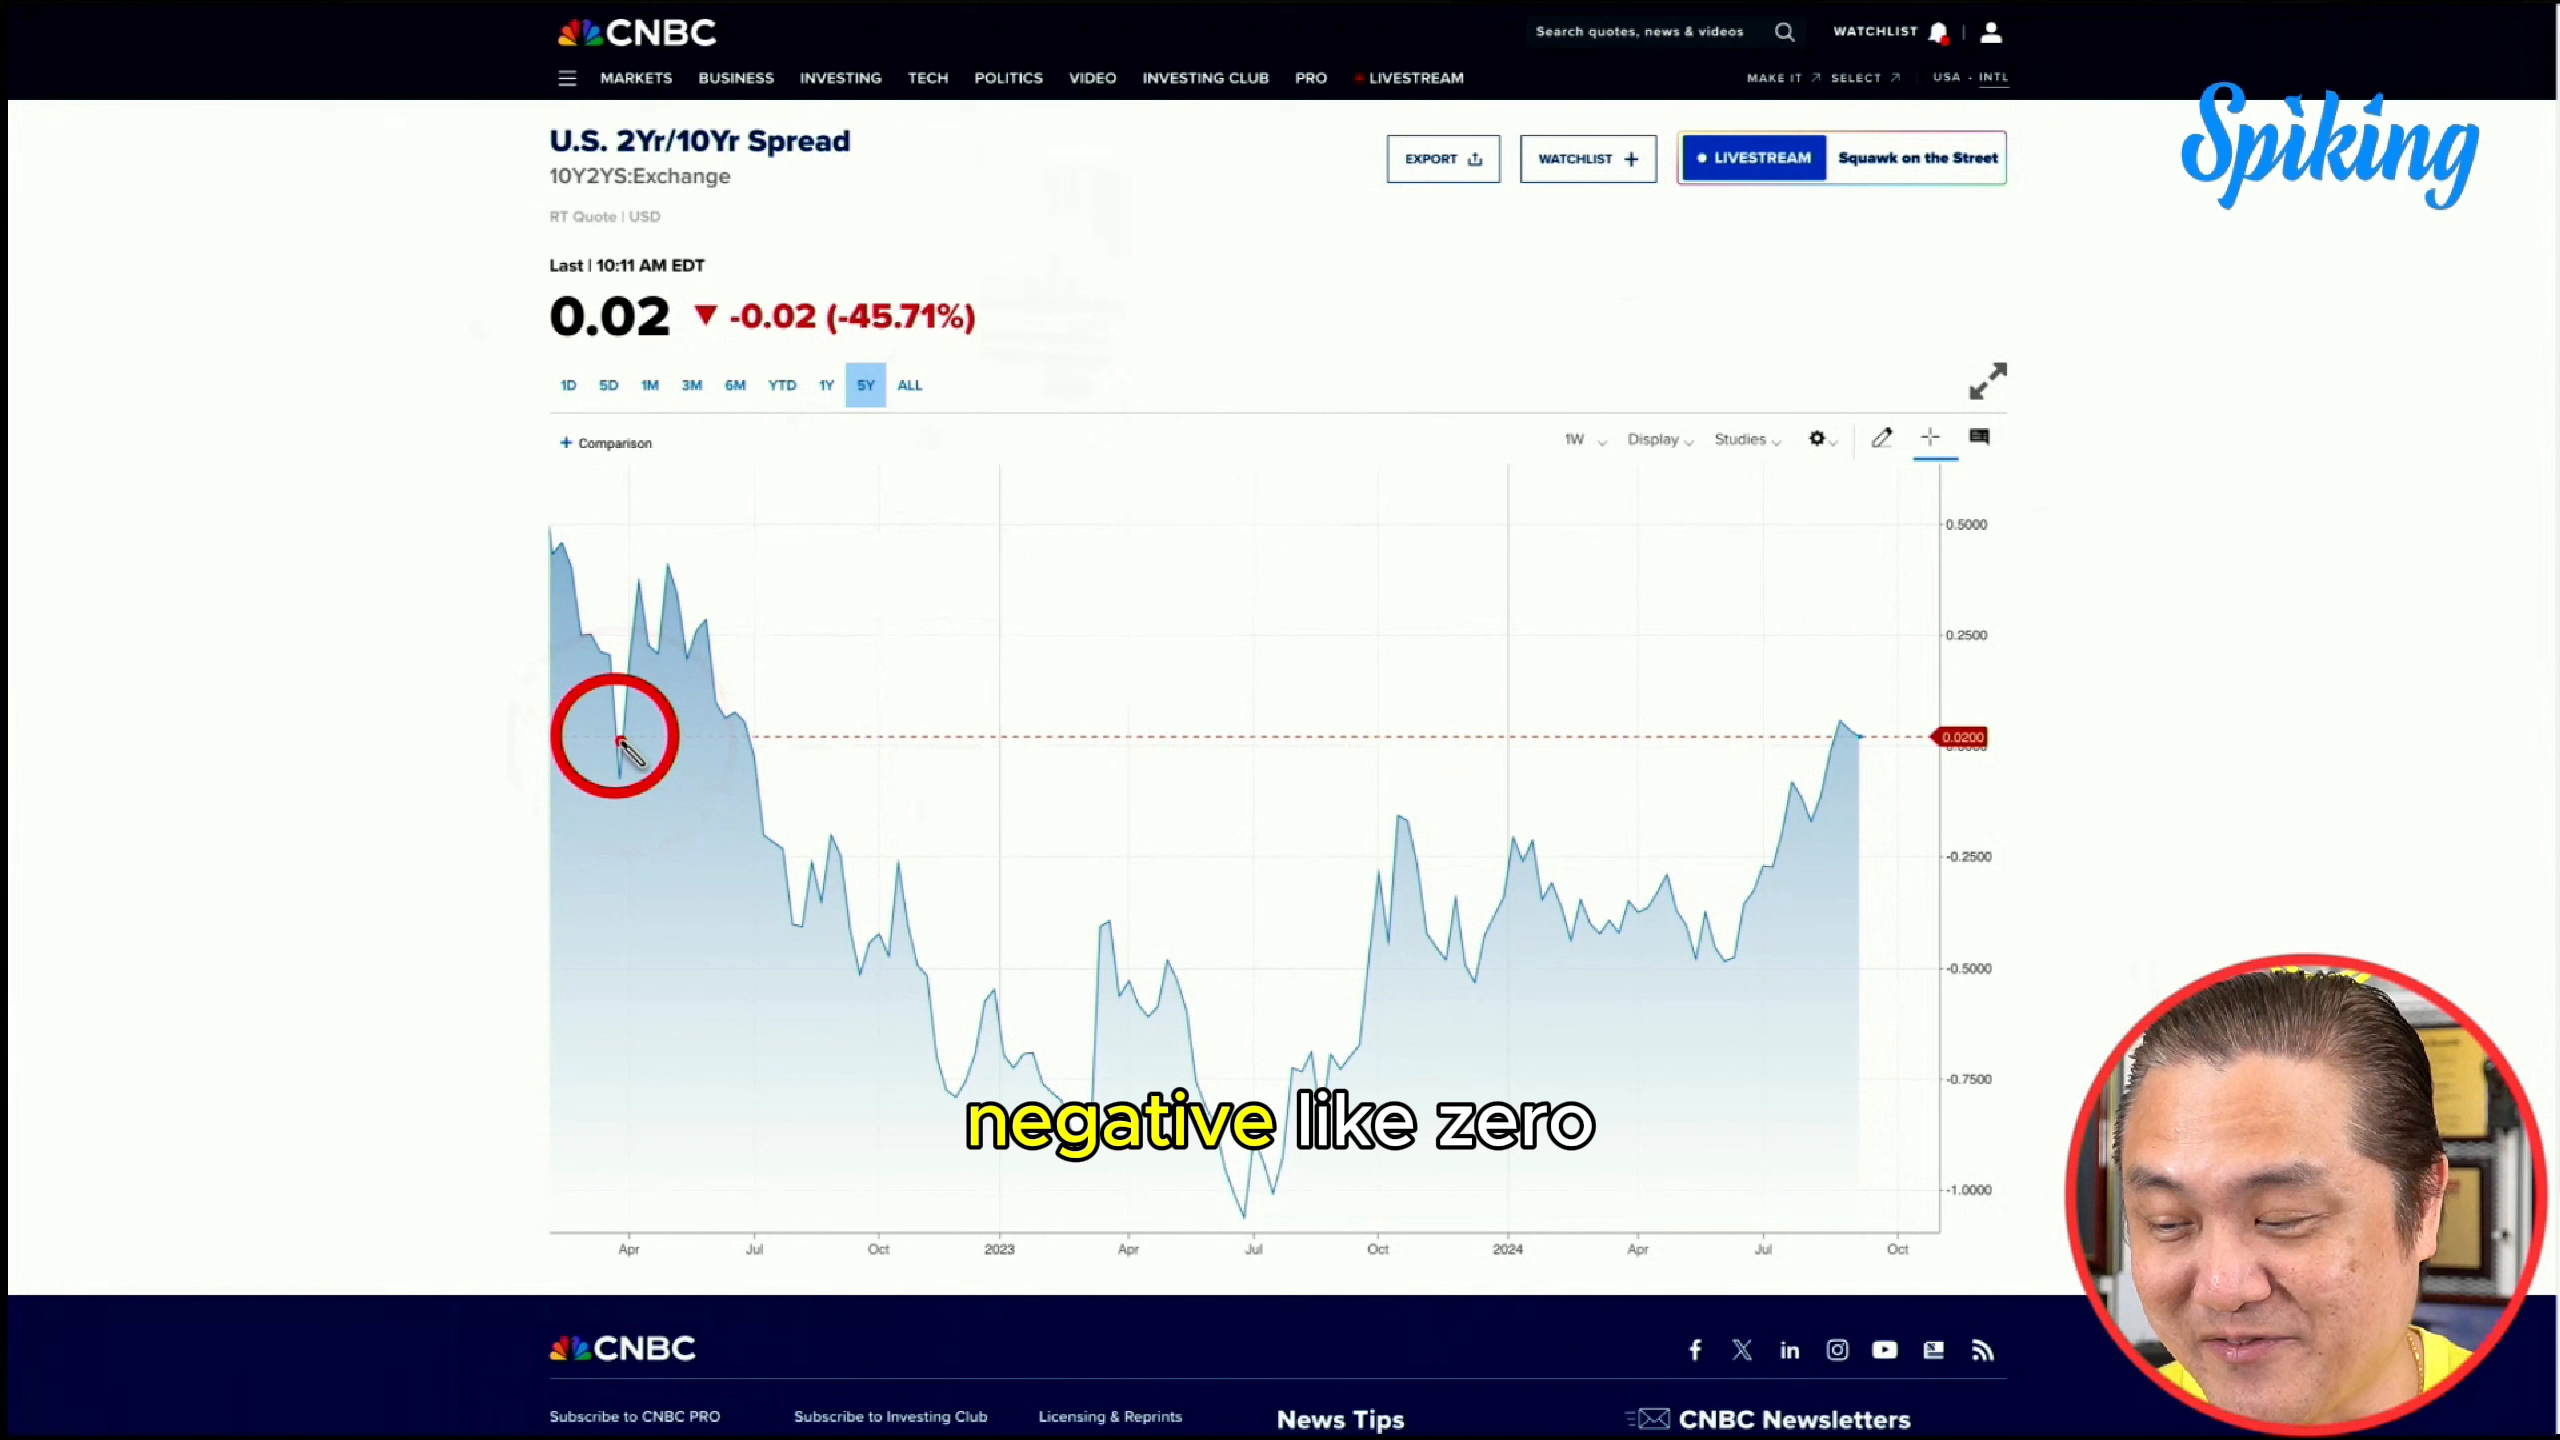 CNBC
Search quotes, news & videos
WATCHLIST
MARKETS BUSINESS INVESTING TECH POLITICS VIDEO INVESTING CLUB PRO LIVESTREAM
MAKE IT SELECT USA · INTL
Spiking
U.S. 2Yr/10Yr Spread
10Y2YS:Exchange
EXPORT WATCHLIST + LIVESTREAM Squawk on the Street
RT Quote | USD
Last | 10:11 AM EDT
0.02 -0.02 (-45.71%)
1D 5D 1M 3M 6M YTD 1Y 5Y ALL
+ Comparison
1W Display Studies
0.5000
0.2500
0.0200
-0.2500
-0.5000
-0.7500
-1.0000
negative like zero
Apr Jul Oct 2023 Apr Jul Oct 2024 Apr Jul Oct
CNBC
Subscribe to CNBC PRO Subscribe to Investing Club Licensing & Reprints News Tips CNBC Newsletters